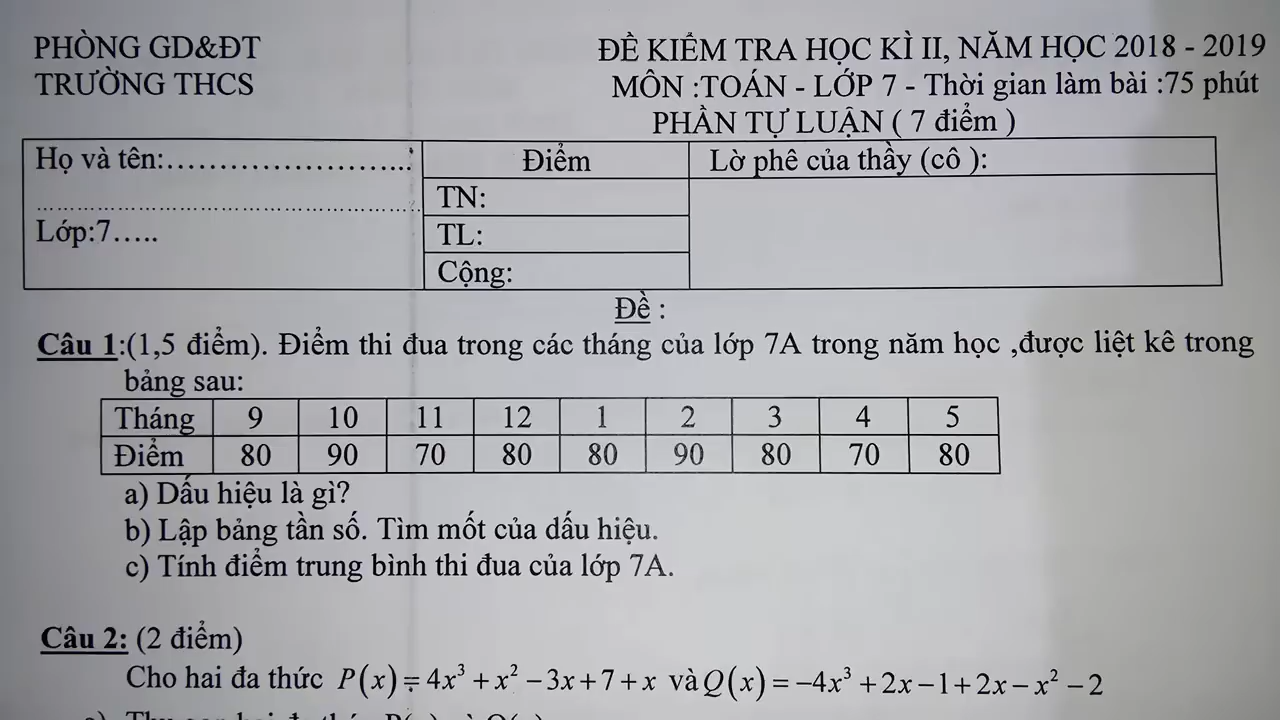 PHÒNG GD&ĐT
TRƯỜNG THCS
ĐỀ KIỂM TRA HỌC KÌ II, NĂM HỌC 2018 - 2019
MÔN :TOÁN - LỚP 7 - Thời gian làm bài :75 phút
PHẦN TỰ LUẬN ( 7 điểm )
Họ và tên:……………………..
……………………………………………
Lớp:7…..
Điểm
TN:
TL:
Cộng:
Lờ phê của thầy (cô ):
Đề :
Câu 1:(1,5 điểm). Điểm thi đua trong các tháng của lớp 7A trong năm học ,được liệt kê trong
bảng sau:
Tháng 9 10 11 12 1 2 3 4 5
Điểm 80 90 70 80 80 90 80 70 80
a) Dấu hiệu là gì?
b) Lập bảng tần số. Tìm mốt của dấu hiệu.
c) Tính điểm trung bình thi đua của lớp 7A.
Câu 2: (2 điểm)
Cho hai đa thức P(x) = 4x³ + x² − 3x + 7 + x và Q(x) = −4x³ + 2x − 1 + 2x − x² − 2